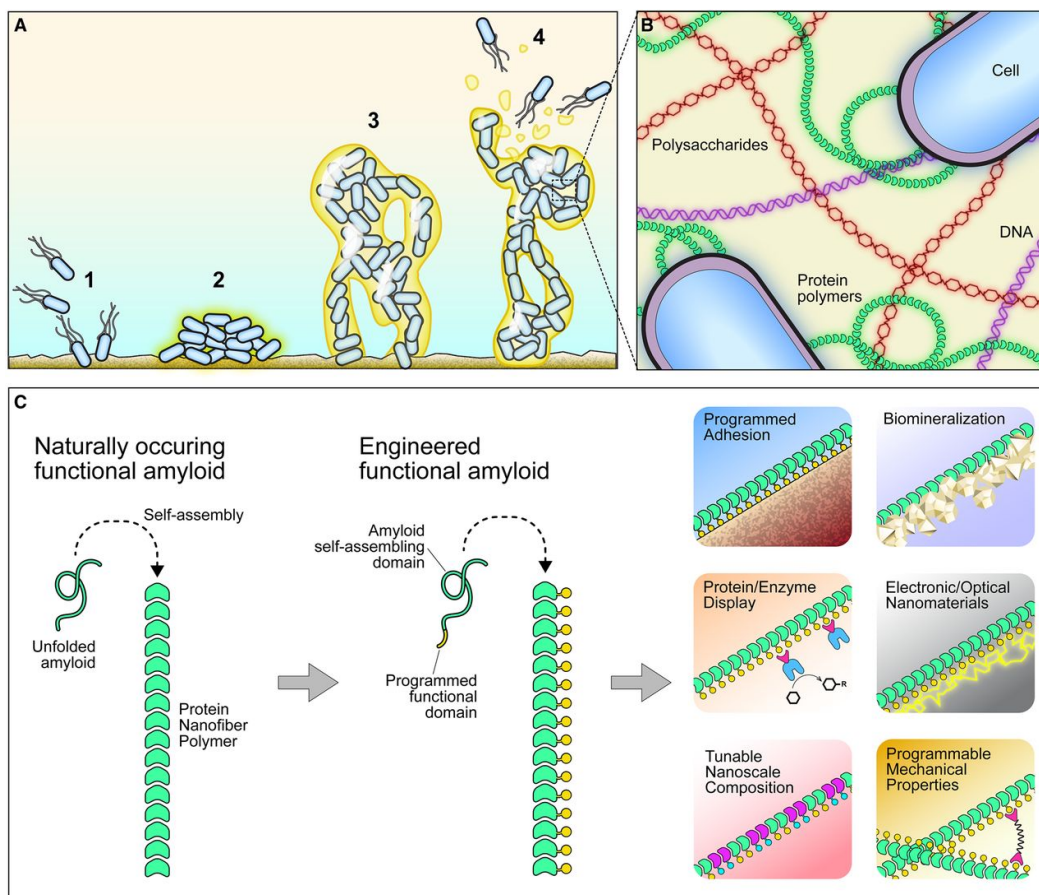 A
1
2
3
4
B
Cell
Polysaccharides
DNA
Protein
polymers
C
Naturally occuring
functional amyloid
Self-assembly
Unfolded
amyloid
Protein
Nanofiber
Polymer
Engineered
functional amyloid
Amyloid
self-assembling
domain
Programmed
functional
domain
Programmed
Adhesion
Biomineralization
Protein/Enzyme
Display
R
Electronic/Optical
Nanomaterials
Tunable
Nanoscale
Composition
Programmable
Mechanical
Properties